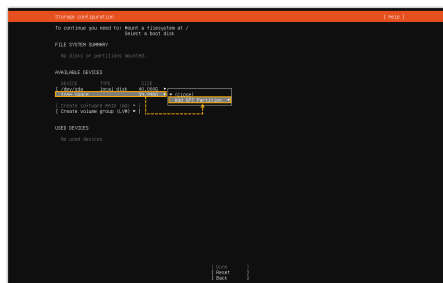 Storage configuration [ Help ]
To continue you need to: Mount a filesystem at /
Select a boot disk
FILE SYSTEM SUMMARY
No disks or partitions mounted.
AVAILABLE DEVICES
DEVICE TYPE SIZE
[ /dev/sda local disk 40.000G ▸
free space ▸ ◂ (close)
Add GPT Partition ▸
[ Create software RAID (md) ▸ ]
[ Create volume group (LVM) ▸ ]
USED DEVICES
No used devices
[ Done ]
[ Reset ]
[ Back ]